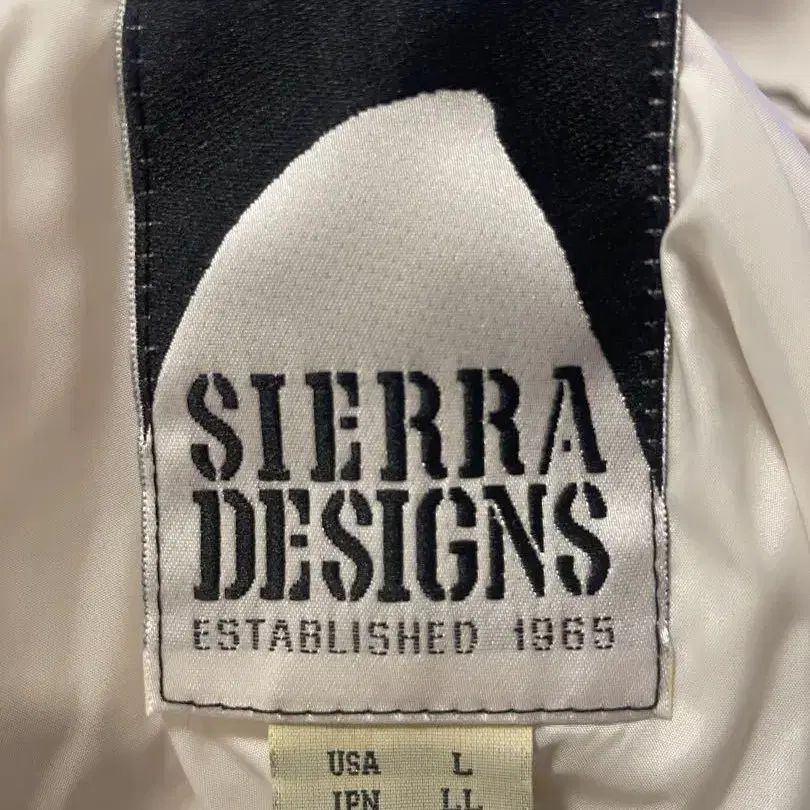 SIERRA
DESIGNS
ESTABLISHED 1965
USA L
JPN LL